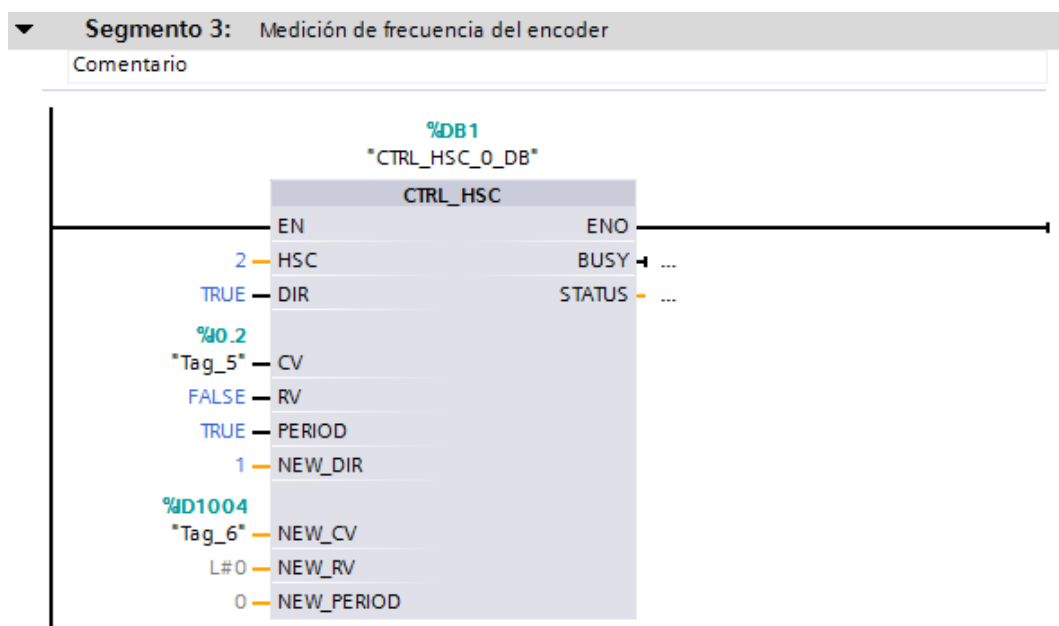 Segmento 3: Medición de frecuencia del encoder
Comentario
%DB1
"CTRL_HSC_0_DB"
CTRL_HSC
EN ENO
2 HSC BUSY ...
TRUE DIR STATUS ...
%I0.2
"Tag_5" CV
FALSE RV
TRUE PERIOD
1 NEW_DIR
%ID1004
"Tag_6" NEW_CV
L#0 NEW_RV
0 NEW_PERIOD